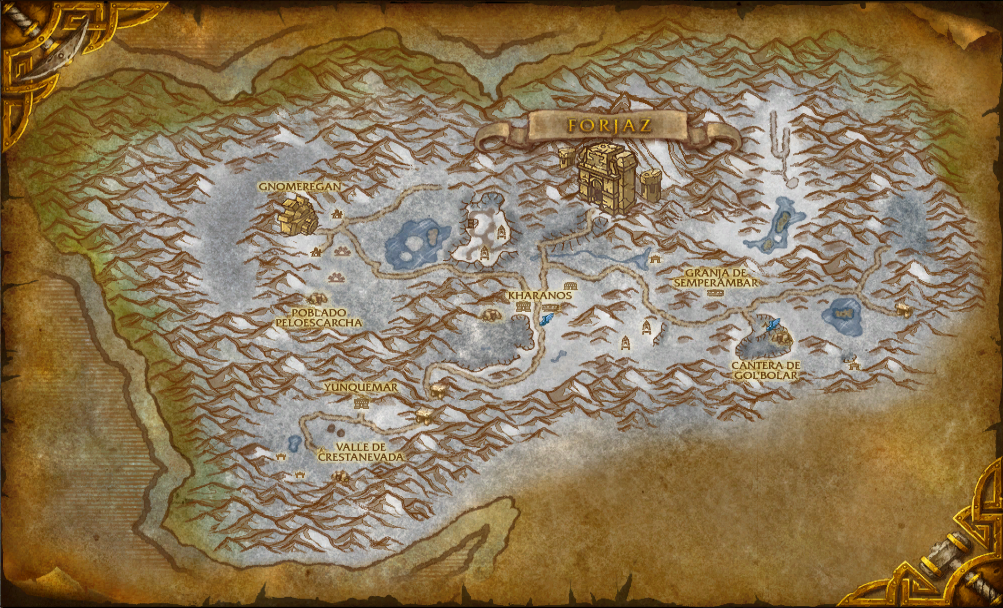 FORJAZ
GNOMEREGAN
GRANJA DE
SEMPERÁMBAR
KHARANOS
POBLADO
PELOESCARCHA
CANTERA DE
GOL'BOLAR
YUNQUEMAR
VALLE DE
CRESTANEVADA